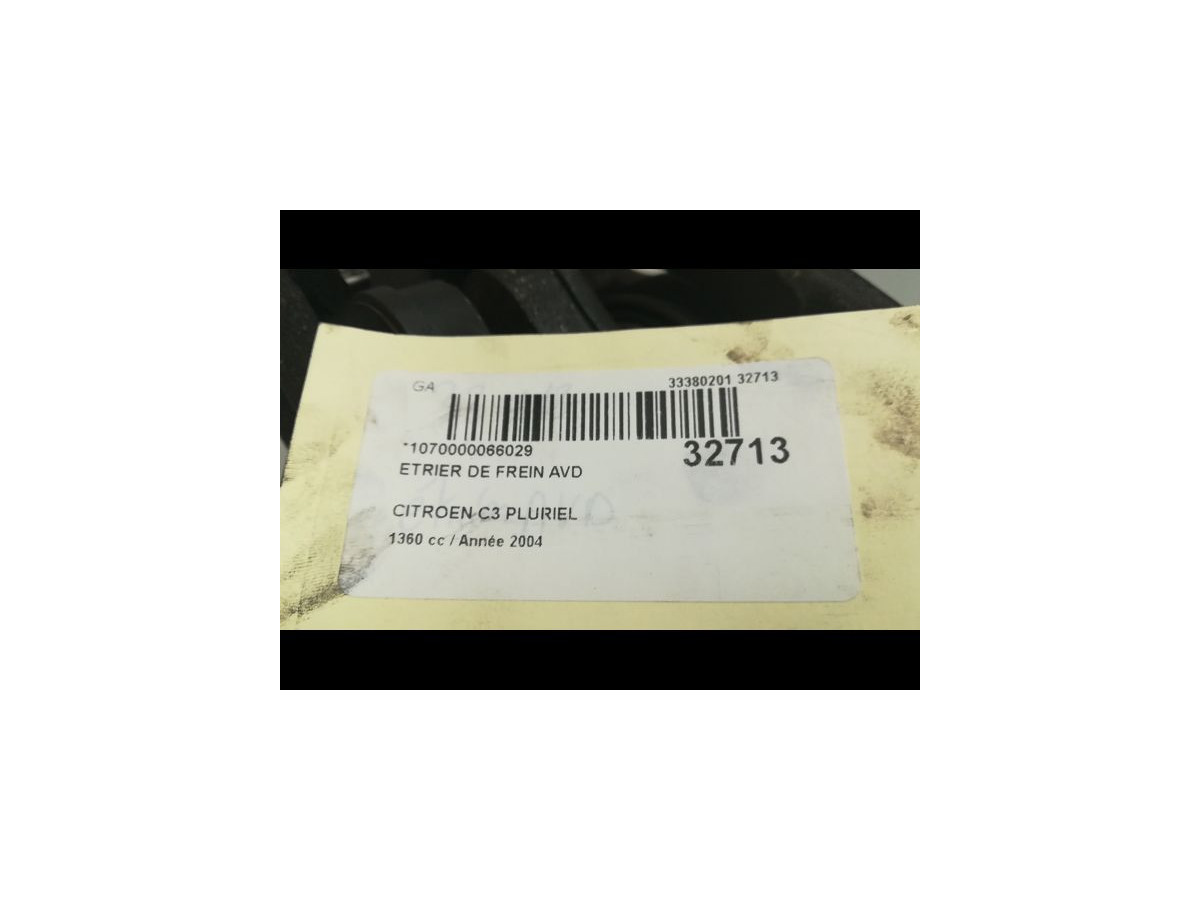 GA 33380201 32713
*1070000066029 32713
ETRIER DE FREIN AVD
CITROEN C3 PLURIEL
1360 cc / Année 2004